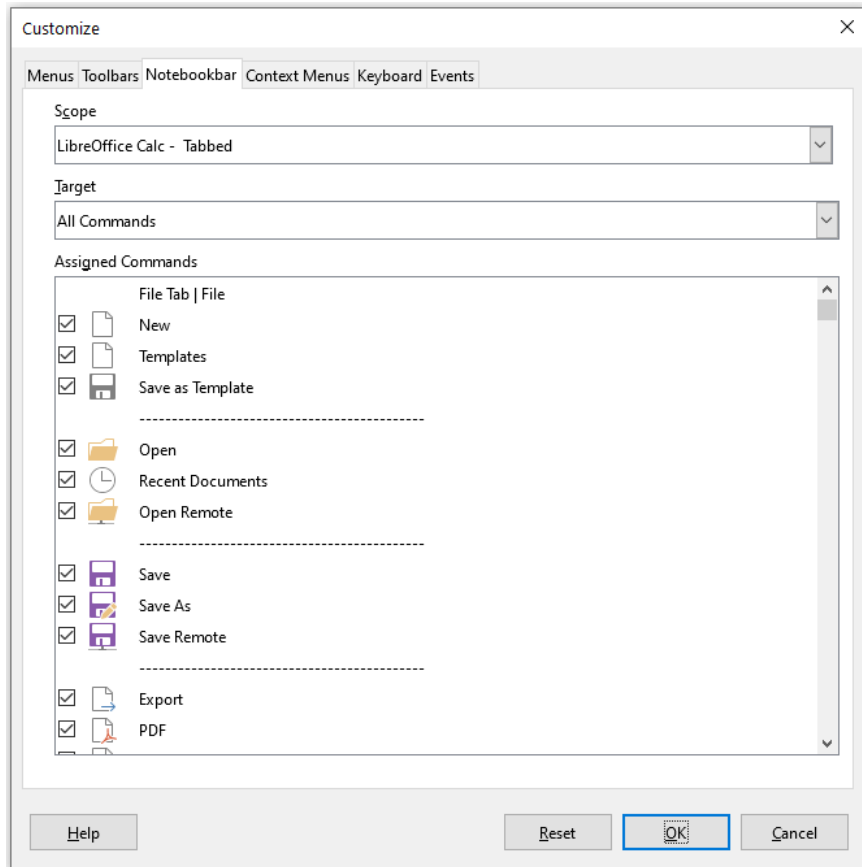 Customize
Menus Toolbars Notebookbar Context Menus Keyboard Events
Scope
LibreOffice Calc -  Tabbed
Target
All Commands
Assigned Commands
File Tab | File
New
Templates
Save as Template
--------------------------------------------
Open
Recent Documents
Open Remote
--------------------------------------------
Save
Save As
Save Remote
--------------------------------------------
Export
PDF
Help Reset OK Cancel